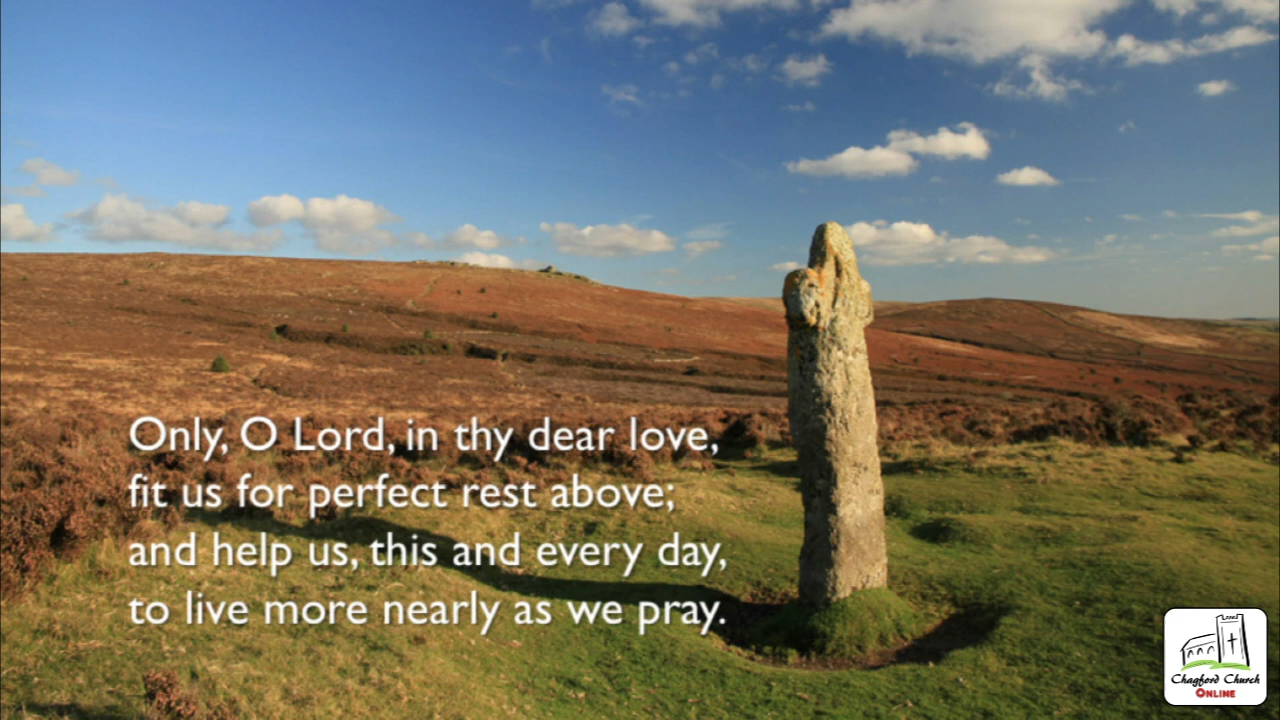 Only, O Lord, in thy dear love,
fit us for perfect rest above;
and help us, this and every day,
to live more nearly as we pray.
Chagford Church
ONLINE